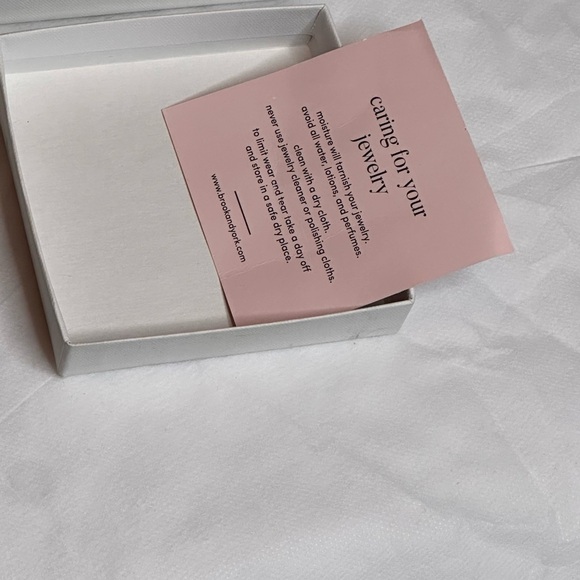 caring for your
jewelry
moisture will tarnish your jewelry.
avoid all water, lotions, and perfumes.
clean with a dry cloth.
never use jewelry cleaner or polishing cloths.
to limit wear and tear take a day off
and store in a safe dry place.
www.brookandyork.com